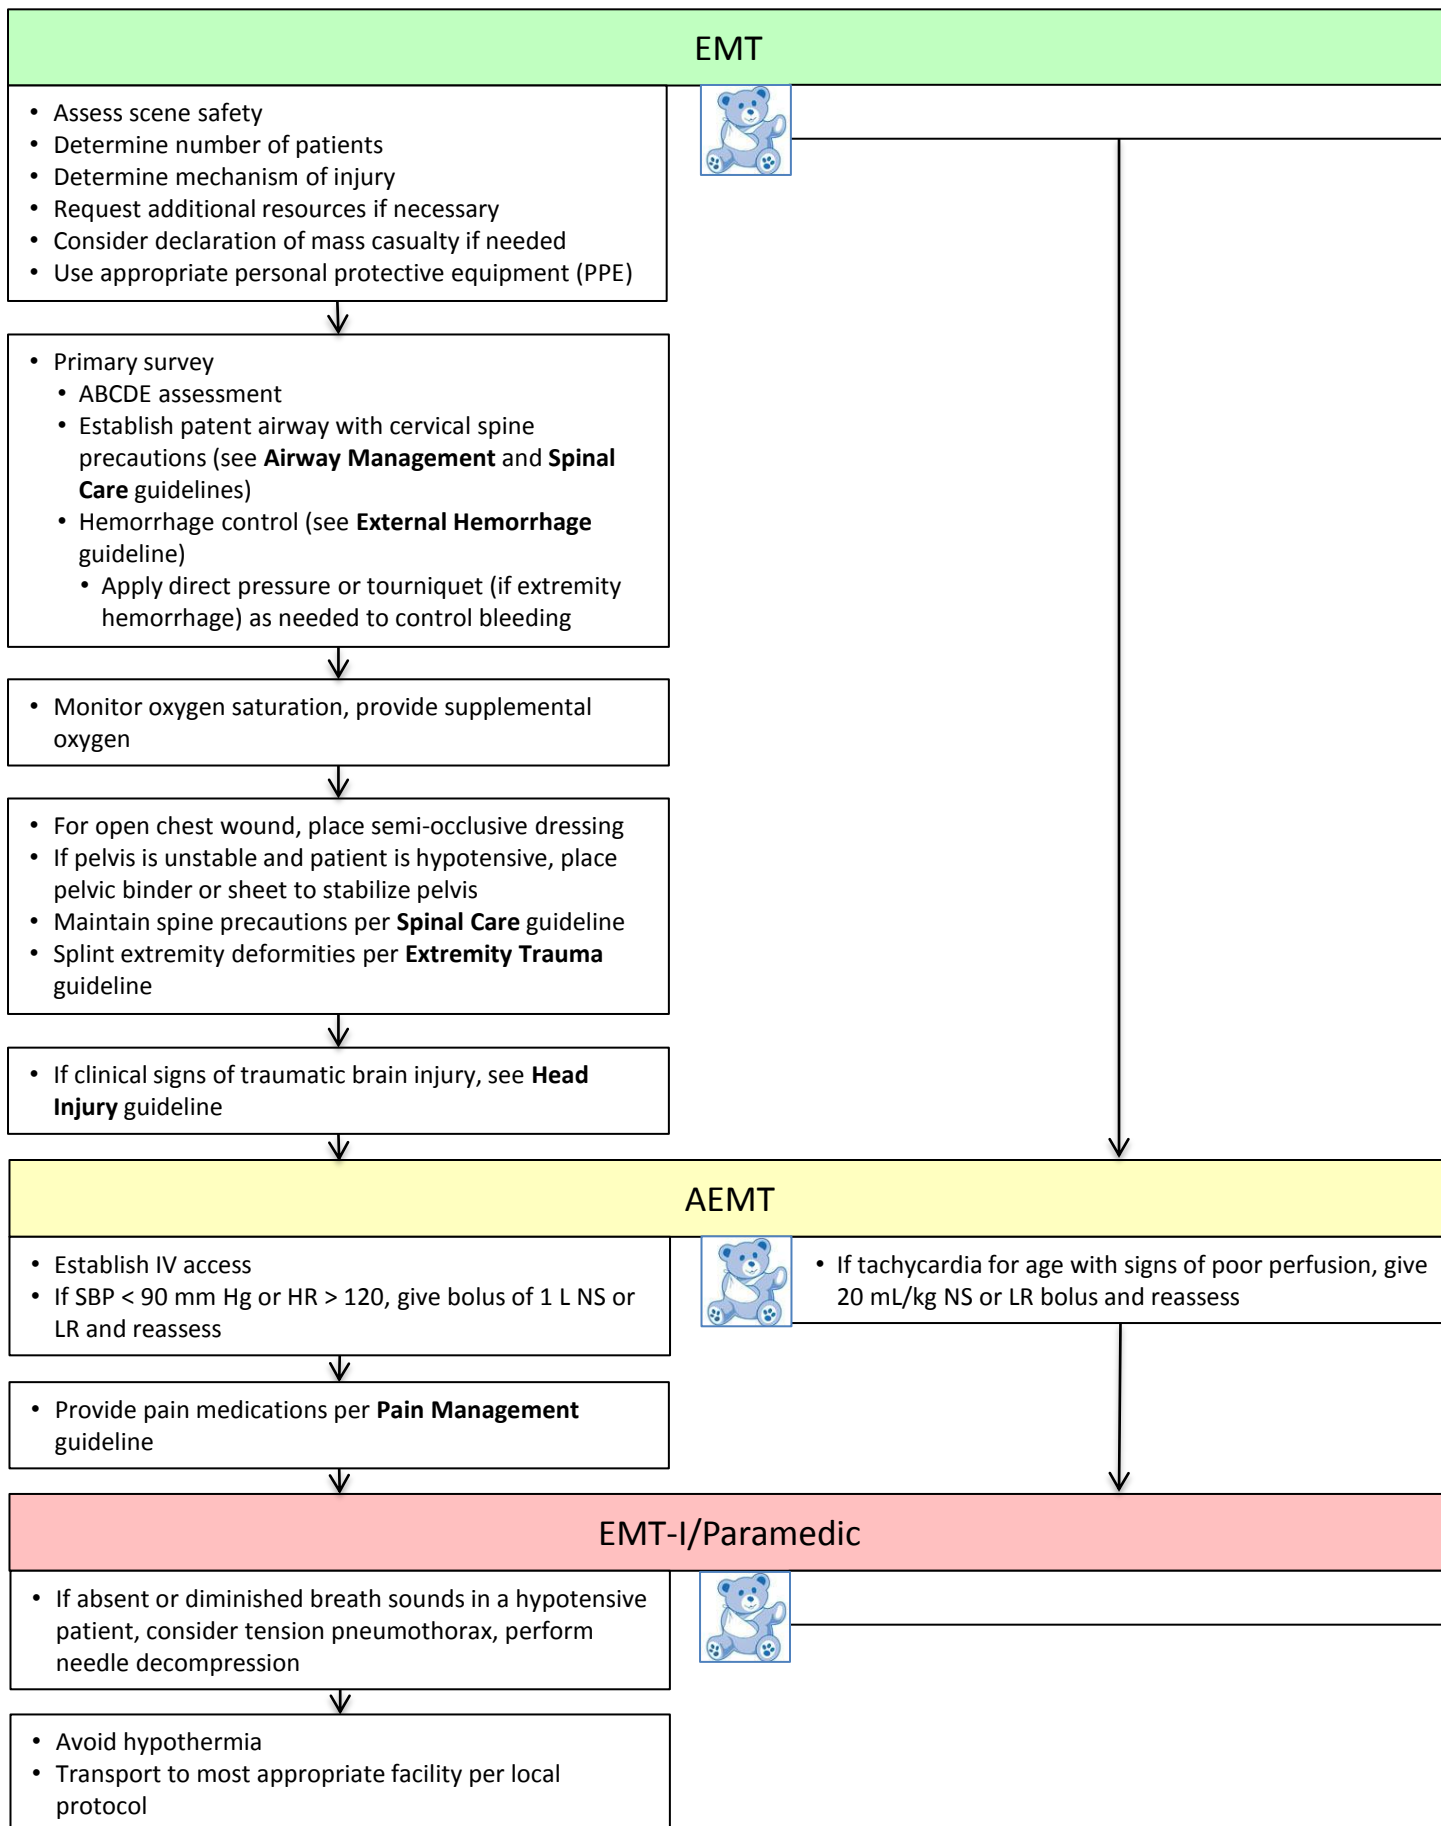 EMT
• Assess scene safety
• Determine number of patients
• Determine mechanism of injury
• Request additional resources if necessary
• Consider declaration of mass casualty if needed
• Use appropriate personal protective equipment (PPE)
• Primary survey
• ABCDE assessment
• Establish patent airway with cervical spine
precautions (see Airway Management and Spinal
Care guidelines)
• Hemorrhage control (see External Hemorrhage
guideline)
• Apply direct pressure or tourniquet (if extremity
hemorrhage) as needed to control bleeding
• Monitor oxygen saturation, provide supplemental
oxygen
• For open chest wound, place semi-occlusive dressing
• If pelvis is unstable and patient is hypotensive, place
pelvic binder or sheet to stabilize pelvis
• Maintain spine precautions per Spinal Care guideline
• Splint extremity deformities per Extremity Trauma
guideline
• If clinical signs of traumatic brain injury, see Head
Injury guideline
AEMT
• Establish IV access
• If SBP < 90 mm Hg or HR > 120, give bolus of 1 L NS or
LR and reassess
• If tachycardia for age with signs of poor perfusion, give
20 mL/kg NS or LR bolus and reassess
• Provide pain medications per Pain Management
guideline
EMT-I/Paramedic
• If absent or diminished breath sounds in a hypotensive
patient, consider tension pneumothorax, perform
needle decompression
• Avoid hypothermia
• Transport to most appropriate facility per local
protocol